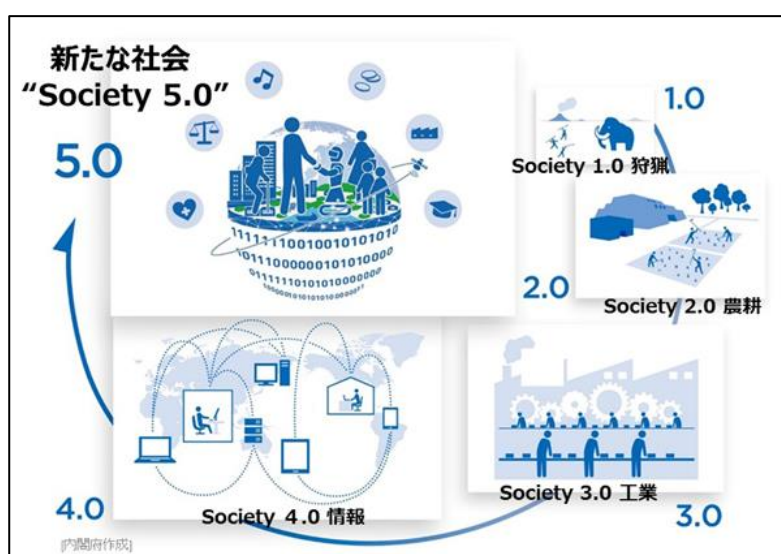 新たな社会
“Society 5.0”
5.0
1.0
Society 1.0 狩猟
2.0
Society 2.0 農耕
Society 3.0 工業
3.0
4.0
Society ４.0 情報
[内閣府作成]
11111110010010101010